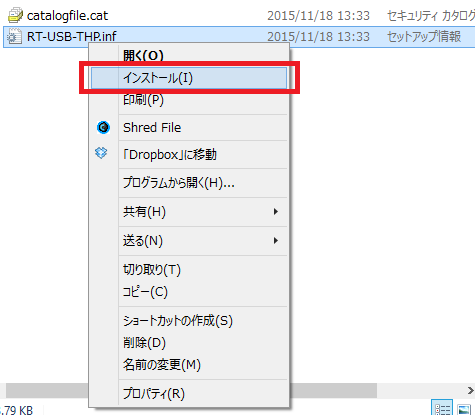 catalogfile.cat 2015/11/18 13:33 セキュリティ カタログ
RT-USB-THP.inf 2015/11/18 13:33 セットアップ情報
開く(O)
インストール(I)
印刷(P)
Shred File
「Dropbox」に移動
プログラムから開く(H)...
共有(H)
送る(N)
切り取り(T)
コピー(C)
ショートカットの作成(S)
削除(D)
名前の変更(M)
プロパティ(R)
.79 KB